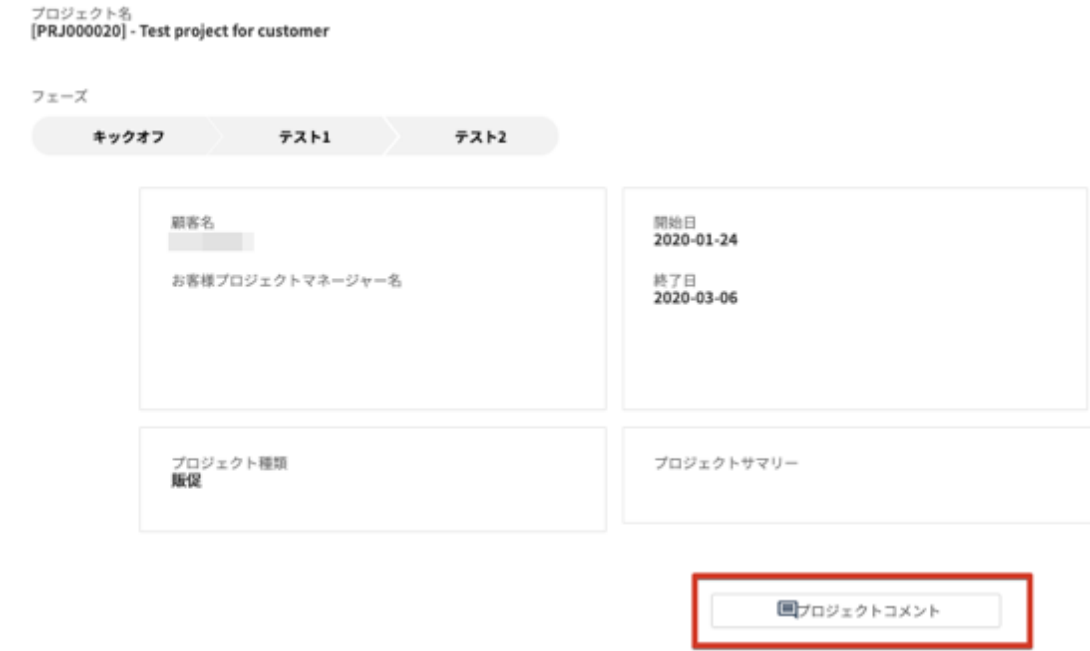 プロジェクト名
[PRJ000020] - Test project for customer
フェーズ
キックオフ
テスト1
テスト2
顧客名
お客様プロジェクトマネージャー名
開始日
2020-01-24
終了日
2020-03-06
プロジェクト種類
販促
プロジェクトサマリー
プロジェクトコメント